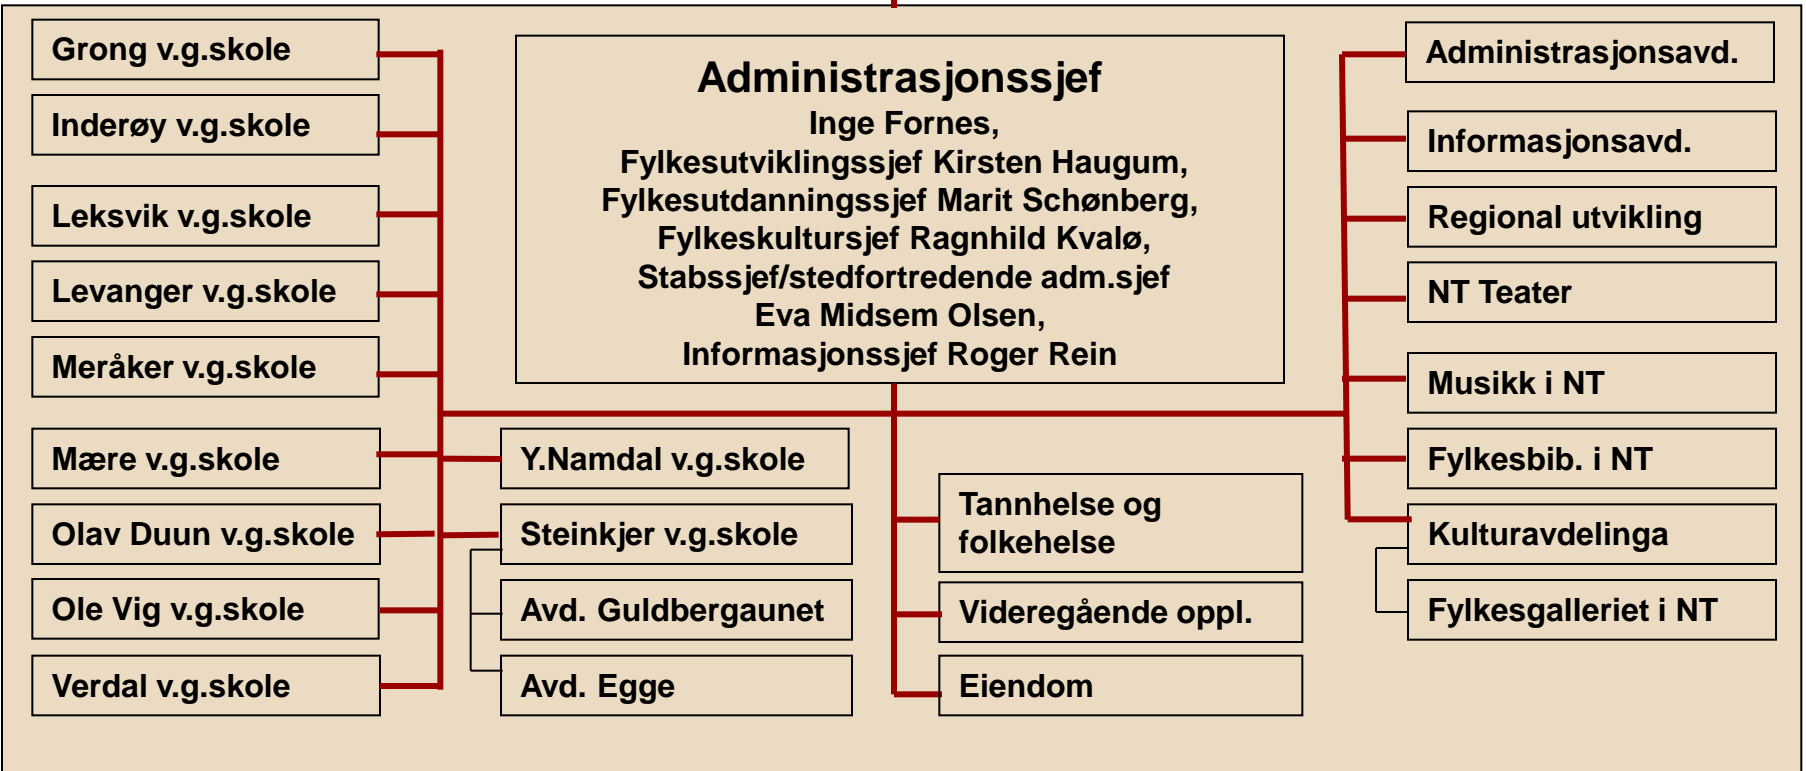 Grong v.g.skole
Inderøy v.g.skole
Leksvik v.g.skole
Levanger v.g.skole
Meråker v.g.skole
Mære v.g.skole
Olav Duun v.g.skole
Ole Vig v.g.skole
Verdal v.g.skole
Administrasjonssjef
Inge Fornes,
Fylkesutviklingssjef Kirsten Haugum,
Fylkesutdanningssjef Marit Schønberg,
Fylkeskultursjef Ragnhild Kvalø,
Stabssjef/stedfortredende adm.sjef
Eva Midsem Olsen,
Informasjonssjef Roger Rein
Y.Namdal v.g.skole
Steinkjer v.g.skole
Avd. Guldbergaunet
Avd. Egge
Tannhelse og
folkehelse
Videregående oppl.
Eiendom
Administrasjonsavd.
Informasjonsavd.
Regional utvikling
NT Teater
Musikk i NT
Fylkesbib. i NT
Kulturavdelinga
Fylkesgalleriet i NT